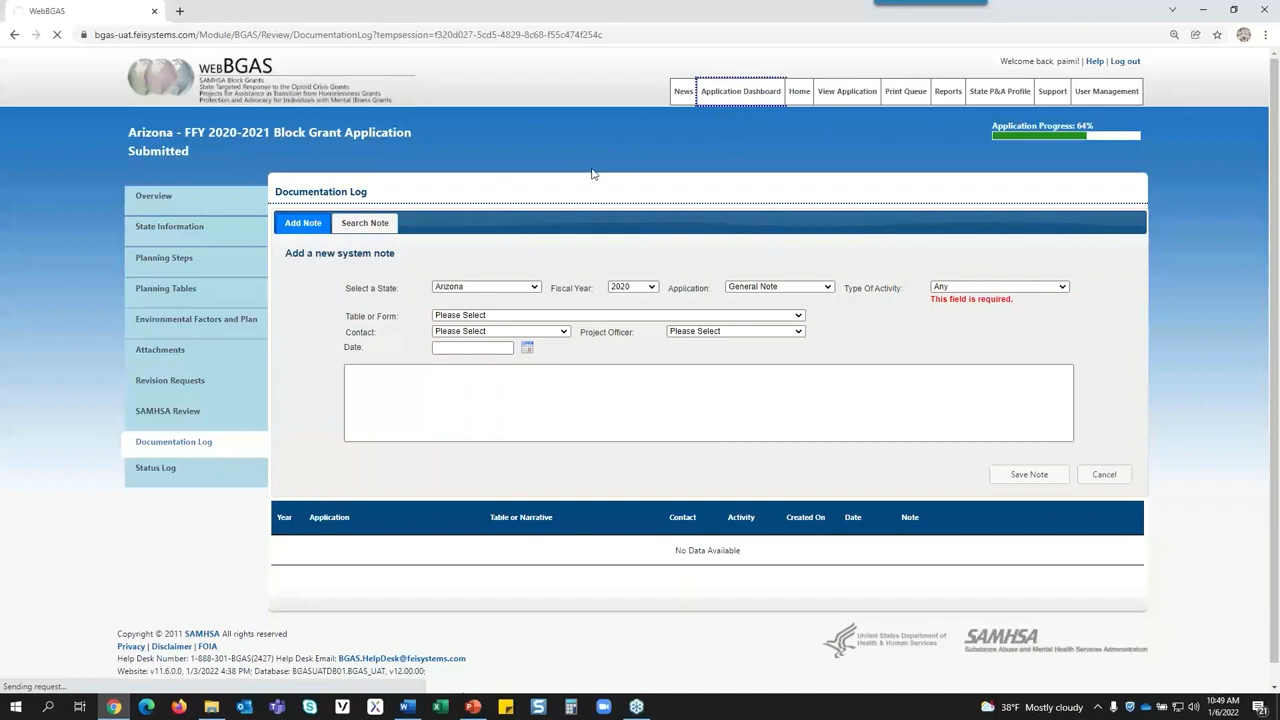 WebBGAS
bgas-uat.feisystems.com/Module/BGAS/Review/DocumentationLog?tempsession=f320d027-5cd5-4829-8c68-f55c474f254c
WEBBGAS
SAMHSA Block Grants
State Targeted Response to the Opioid Crisis Grants
Projects for Assistance in Transition from Homelessness Grants
Protection and Advocacy for Individuals with Mental Illness Grants
Welcome back, paimi! | Help | Log out
News Application Dashboard Home View Application Print Queue Reports State P&A Profile Support User Management
Arizona - FFY 2020-2021 Block Grant Application
Submitted
Application Progress: 64%
Overview
State Information
Planning Steps
Planning Tables
Environmental Factors and Plan
Attachments
Revision Requests
SAMHSA Review
Documentation Log
Status Log
Documentation Log
Add Note Search Note
Add a new system note
Select a State: Arizona Fiscal Year: 2020 Application: General Note Type Of Activity: Any
This field is required.
Table or Form: Please Select
Contact: Please Select Project Officer: Please Select
Date:
Save Note Cancel
Year Application Table or Narrative Contact Activity Created On Date Note
No Data Available
Copyright © 2011 SAMHSA All rights reserved
Privacy | Disclaimer | FOIA
Help Desk Number: 1-888-301-BGAS(2427) Help Desk Email: BGAS.HelpDesk@feisystems.com
Website: v11.6.0.0, 1/3/2022 4:38 PM; Database: BGASUATDB01.BGAS_UAT, v12.00.00;
United States Department of
Health & Human Services
SAMHSA
Substance Abuse and Mental Health Services Administration
Sending request...
38°F Mostly cloudy
10:49 AM
1/6/2022